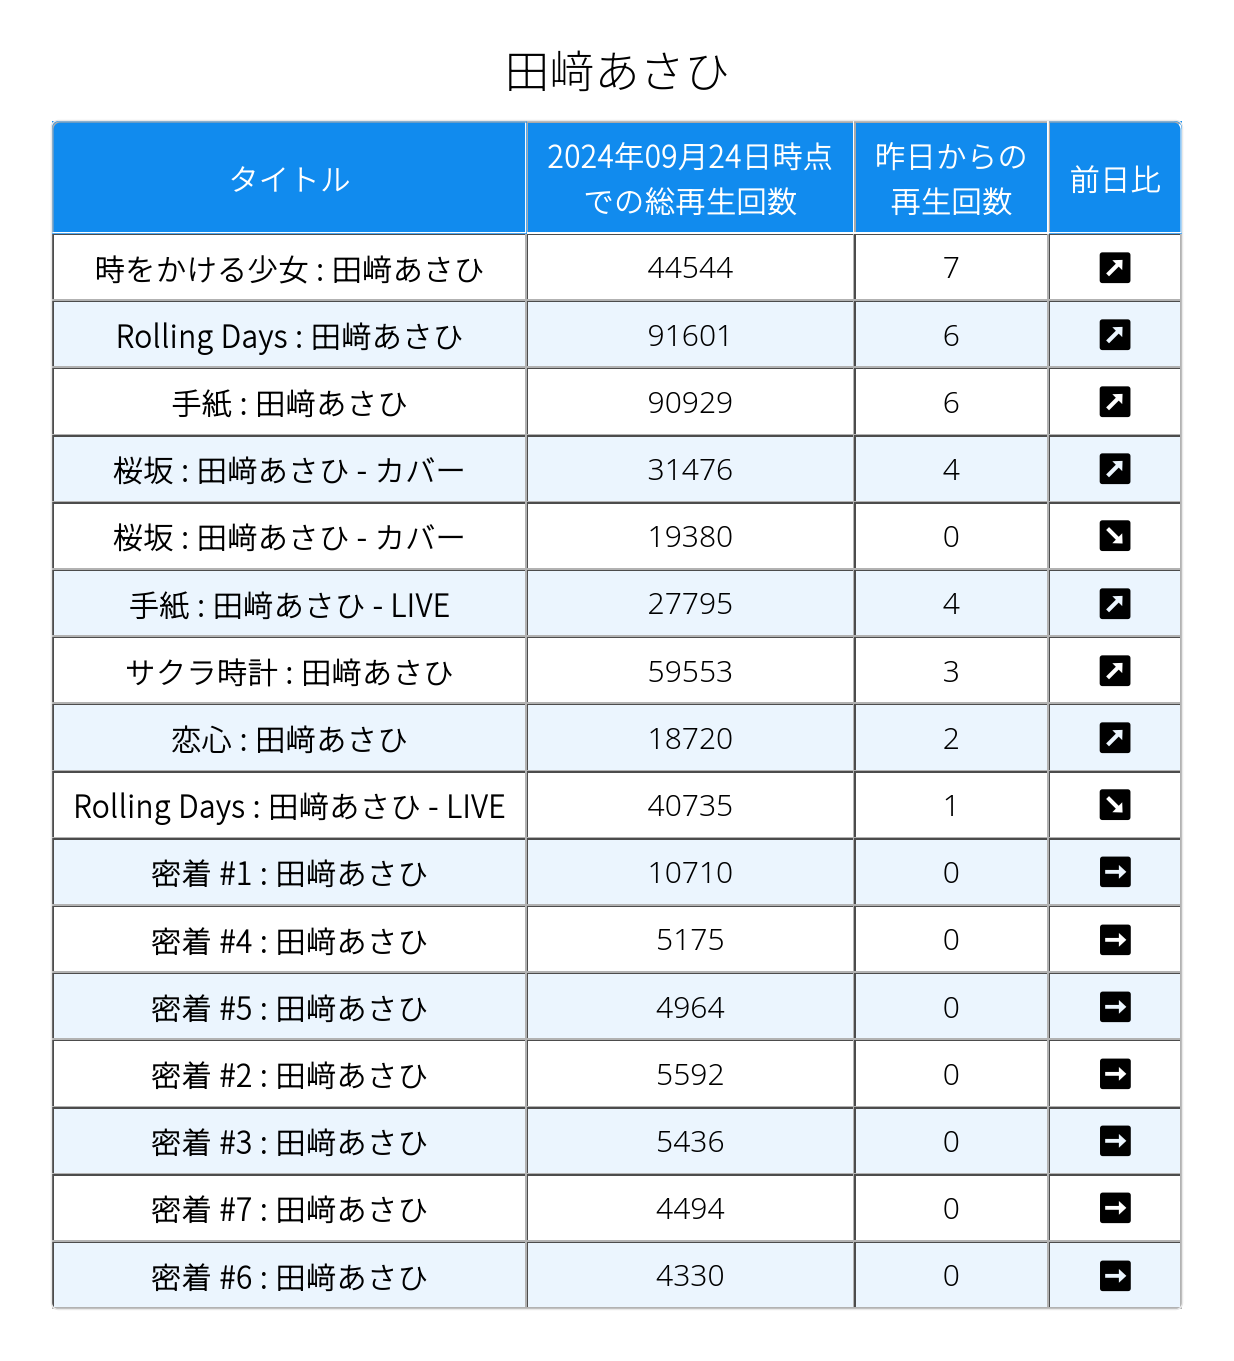 田﨑あさひ
タイトル 2024年09月24日時点 での総再生回数 昨日からの 再生回数 前日比
時をかける少女 : 田﨑あさひ 44544 7 ↗
Rolling Days : 田﨑あさひ 91601 6 ↗
手紙 : 田﨑あさひ 90929 6 ↗
桜坂 : 田﨑あさひ - カバー 31476 4 ↗
桜坂 : 田﨑あさひ - カバー 19380 0 ↘
手紙 : 田﨑あさひ - LIVE 27795 4 ↗
サクラ時計 : 田﨑あさひ 59553 3 ↗
恋心 : 田﨑あさひ 18720 2 ↗
Rolling Days : 田﨑あさひ - LIVE 40735 1 ↘
密着 #1 : 田﨑あさひ 10710 0 →
密着 #4 : 田﨑あさひ 5175 0 →
密着 #5 : 田﨑あさひ 4964 0 →
密着 #2 : 田﨑あさひ 5592 0 →
密着 #3 : 田﨑あさひ 5436 0 →
密着 #7 : 田﨑あさひ 4494 0 →
密着 #6 : 田﨑あさひ 4330 0 →